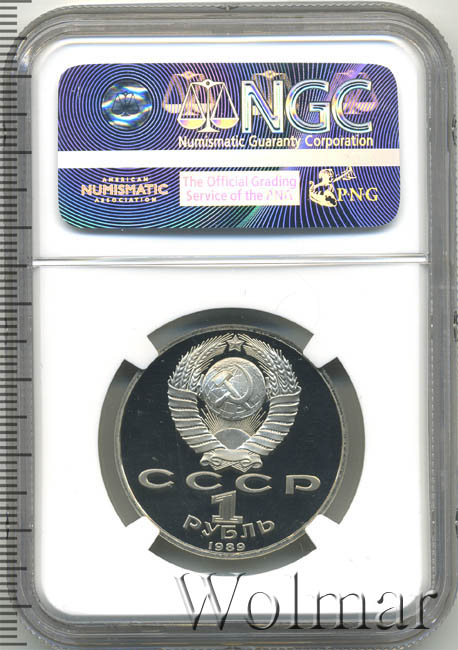 NGC
Numismatic Guaranty Corporation
AMERICAN
NUMISMATIC
ASSOCIATION
The Official Grading
Service of the ANA
PNG
СССР
1
РУБЛЬ
1989
Wolmar